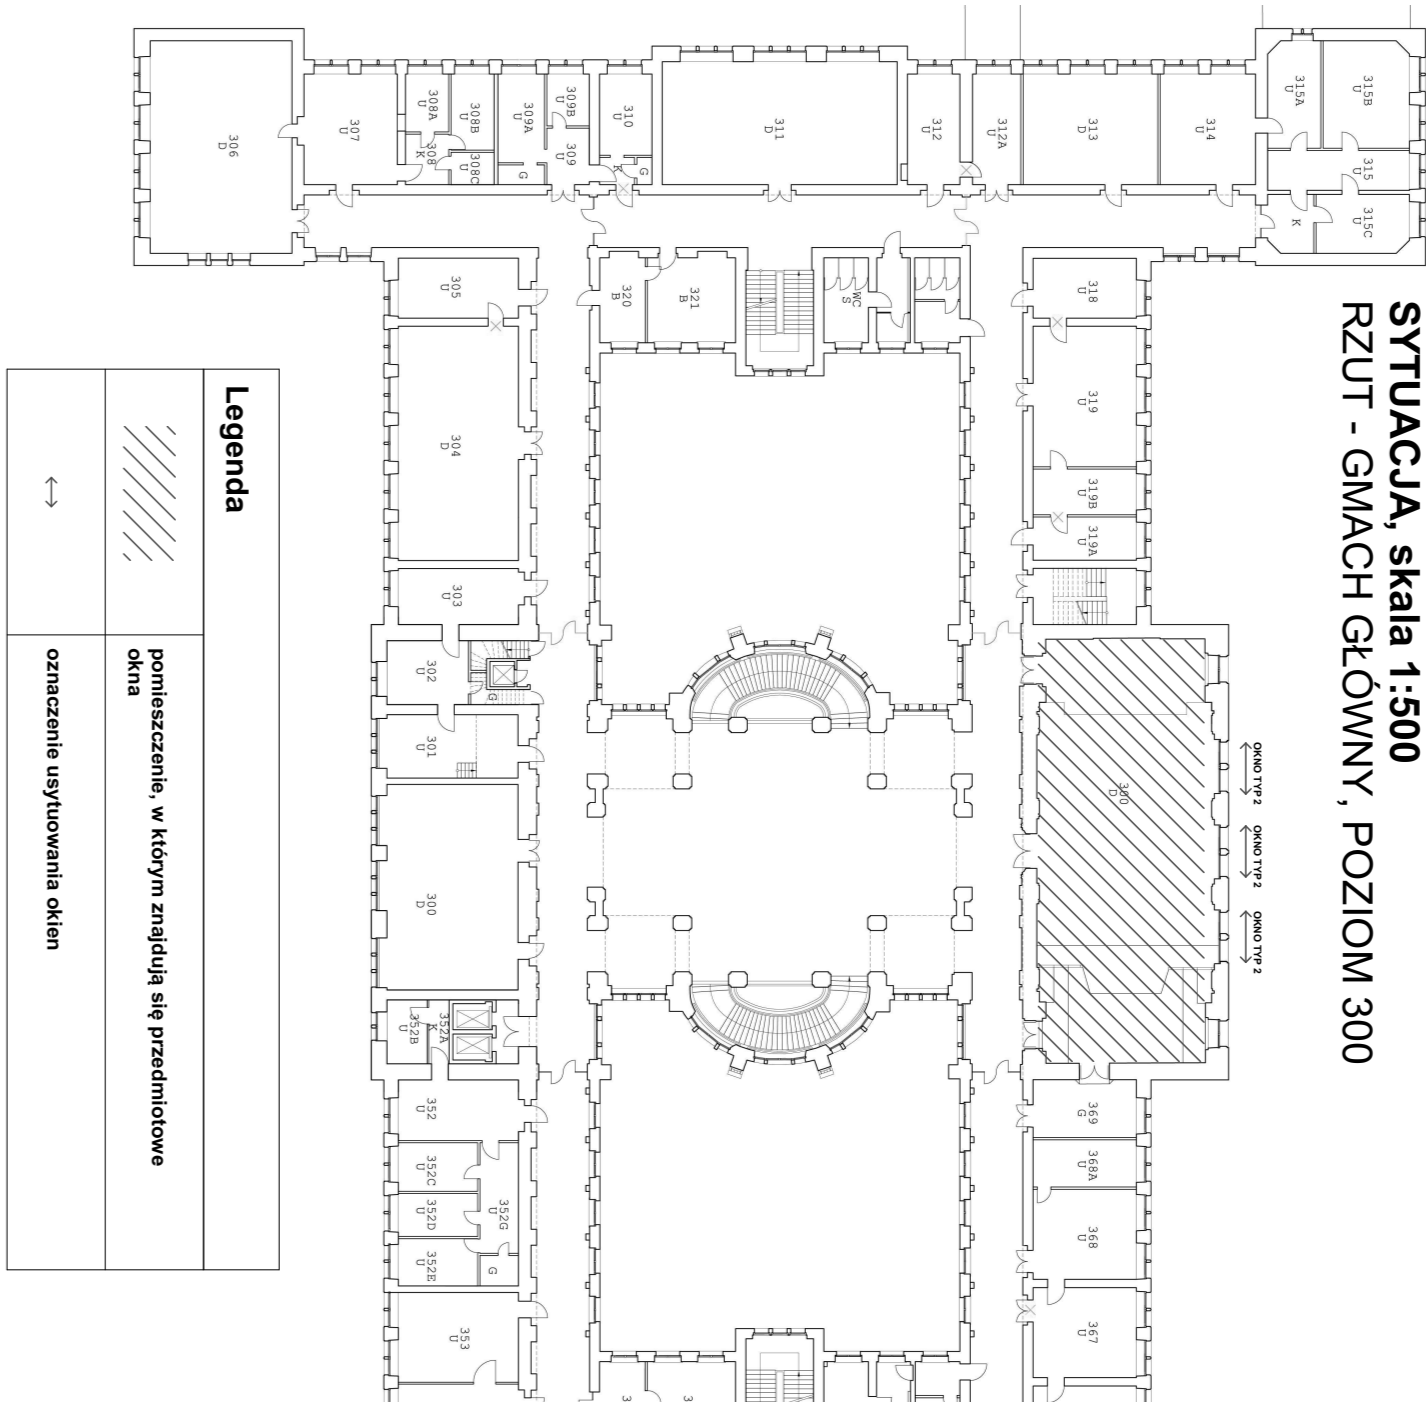 SYTUACJA, skala 1:500
RZUT - GMACH GŁÓWNY, POZIOM 300
315A
U
315B
U
315
U
315C
U
K
314
U
313
D
312A
U
312
U
311
D
310
U
K
G
309B
U
309
U
309A
U
G
308B
U
308A
U
308
K
308C
U
307
U
306
D
305
U
320
B
321
B
WC
S
318
U
304
D
319
U
319B
U
319A
U
303
U
302
U
G
301
U
300
D
OKNO TYP 2
OKNO TYP 2
OKNO TYP 2
300
D
352A
K
352B
U
352
U
352C
U
352D
U
352E
U
352G
U
G
353
U
369
G
368A
U
368
U
367
U
3
3
Legenda
pomieszczenie, w którym znajdują się przedmiotowe
okna
oznaczenie usytuowania okien